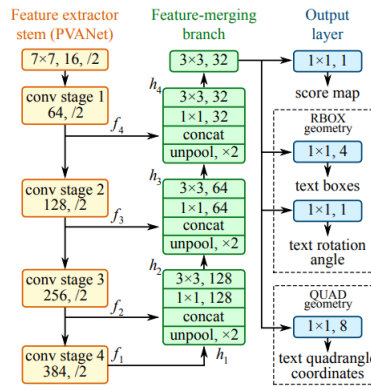 Feature extractor
stem (PVANet)
7×7, 16, /2
conv stage 1
64, /2
f4
conv stage 2
128, /2
f3
conv stage 3
256, /2
f2
conv stage 4
384, /2
f1
Feature-merging
branch
3×3, 32
h4
3×3, 32
1×1, 32
concat
unpool, ×2
h3
3×3, 64
1×1, 64
concat
unpool, ×2
h2
3×3, 128
1×1, 128
concat
unpool, ×2
h1
Output
layer
1×1, 1
score map
RBOX
geometry
1×1, 4
text boxes
1×1, 1
text rotation
angle
QUAD
geometry
1×1, 8
text quadrangle
coordinates